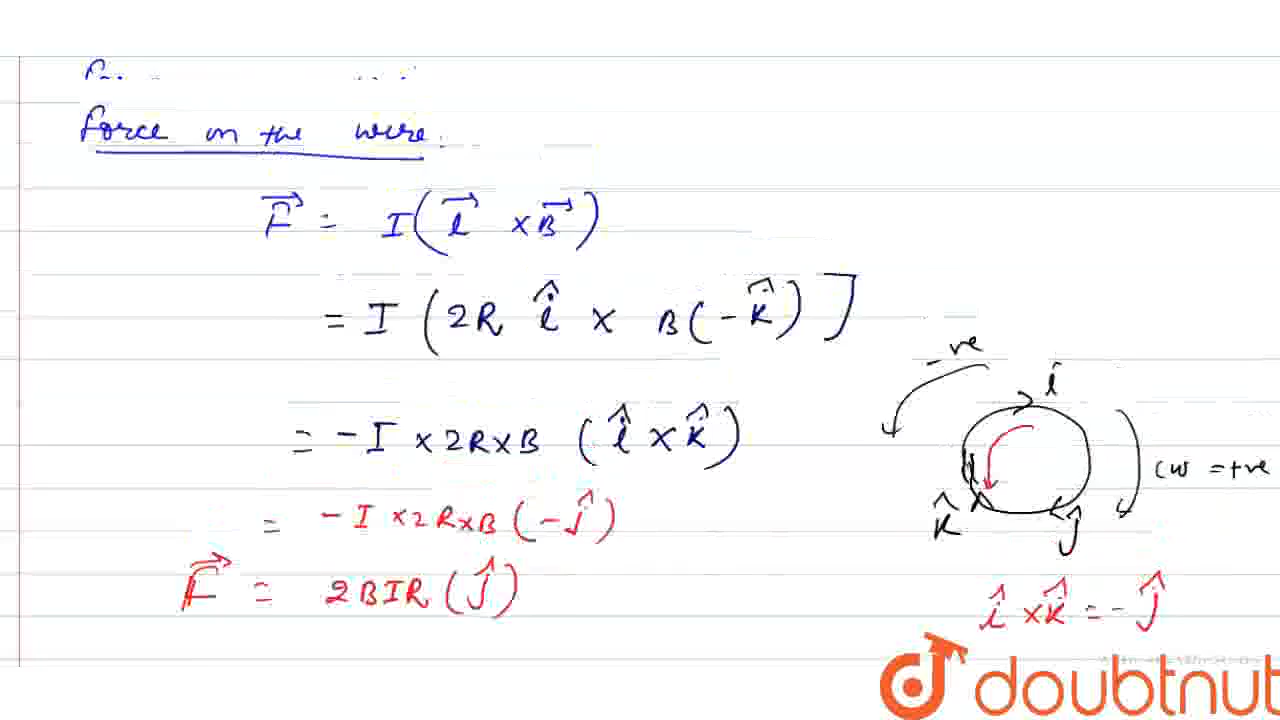 force on the wire.
F⃗ = I(l⃗ × B⃗)
= I(2R î × B(-k̂)]
= -I × 2R × B (î × k̂)
= -I × 2R × B (-ĵ)
F⃗ = 2BIR (ĵ)
-ve
î
cw = +ve
k̂
ĵ
î × k̂ = -ĵ
doubtnut